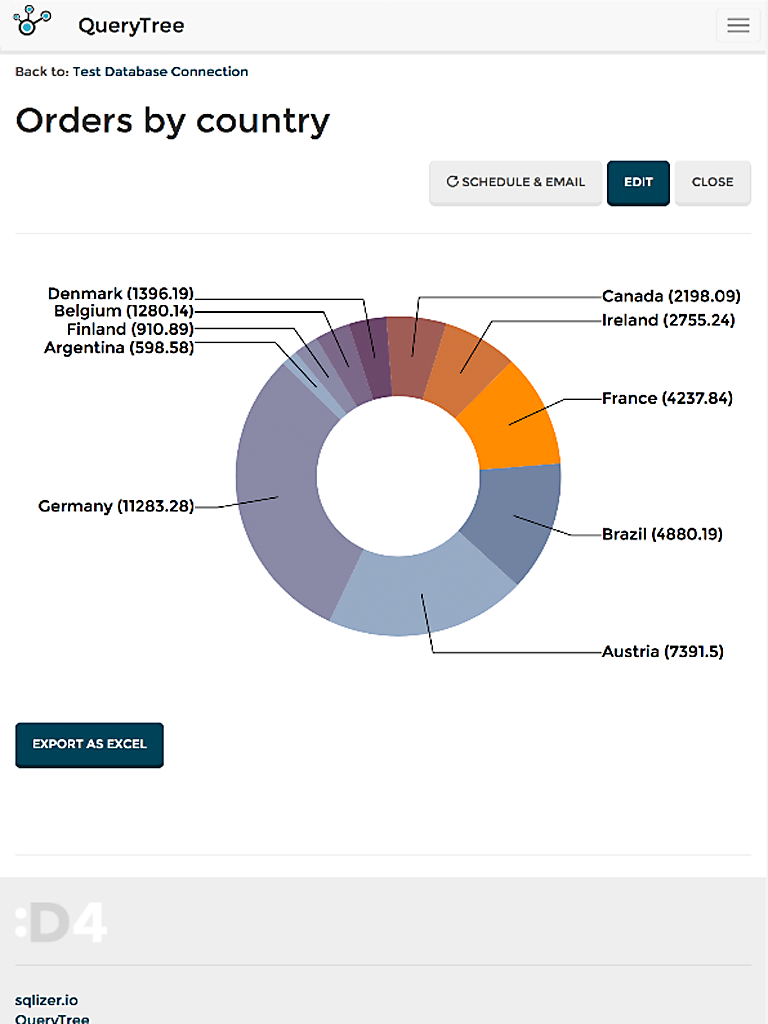 QueryTree
Back to: Test Database Connection
Orders by country
SCHEDULE & EMAIL
EDIT
CLOSE
Denmark (1396.19)
Belgium (1280.14)
Finland (910.89)
Argentina (598.58)
Germany (11283.28)
Canada (2198.09)
Ireland (2755.24)
France (4237.84)
Brazil (4880.19)
Austria (7391.5)
EXPORT AS EXCEL
:D4
sqlizer.io
QueryTree